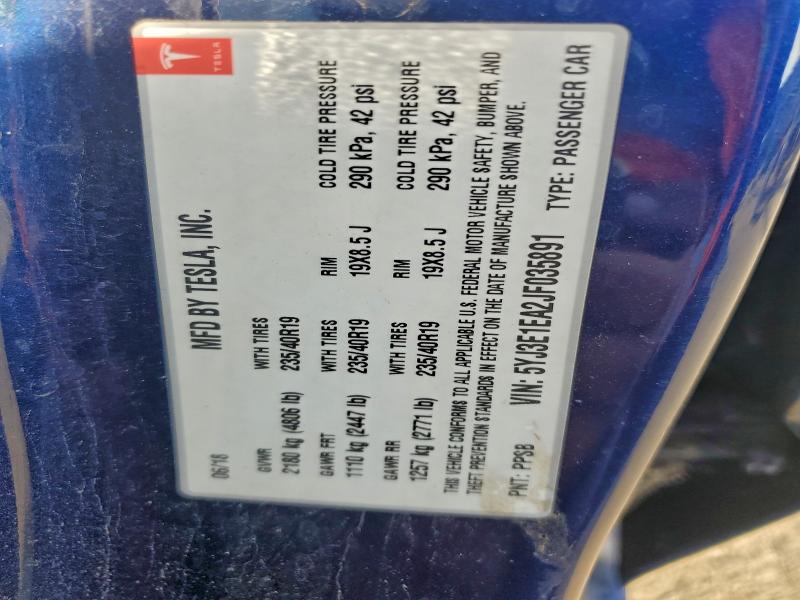 TESLA
MFD BY TESLA, INC.
06/18
GVWR WITH TIRES
2180 kg (4806 lb) 235/40R19
GAWR FRT WITH TIRES RIM COLD TIRE PRESSURE
1110 kg (2447 lb) 235/40R19 19X8.5 J 290 kPa, 42 psi
GAWR RR WITH TIRES RIM COLD TIRE PRESSURE
1257 kg (2771 lb) 235/40R19 19X8.5 J 290 kPa, 42 psi
THIS VEHICLE CONFORMS TO ALL APPLICABLE U.S. FEDERAL MOTOR VEHICLE SAFETY, BUMPER, AND
THEFT PREVENTION STANDARDS IN EFFECT ON THE DATE OF MANUFACTURE SHOWN ABOVE.
PNT: PPSB VIN: 5YJ3E1EA2JF035891 TYPE: PASSENGER CAR